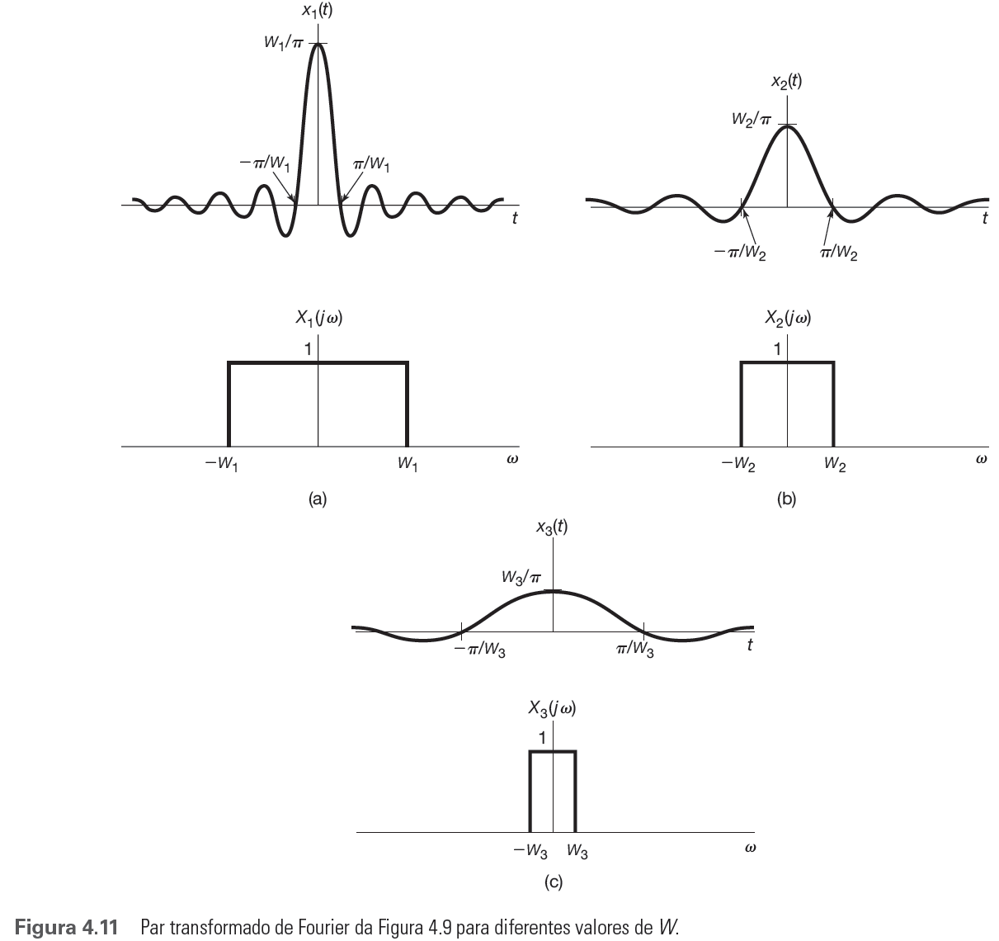 x₁(t)
W₁/π
−π/W₁ π/W₁
t
X₁(jω)
1
−W₁ W₁ ω
(a)
x₂(t)
W₂/π
t
−π/W₂ π/W₂
X₂(jω)
1
−W₂ W₂ ω
(b)
x₃(t)
W₃/π
−π/W₃ π/W₃ t
X₃(jω)
1
−W₃ W₃ ω
(c)
Figura 4.11 Par transformado de Fourier da Figura 4.9 para diferentes valores de W.